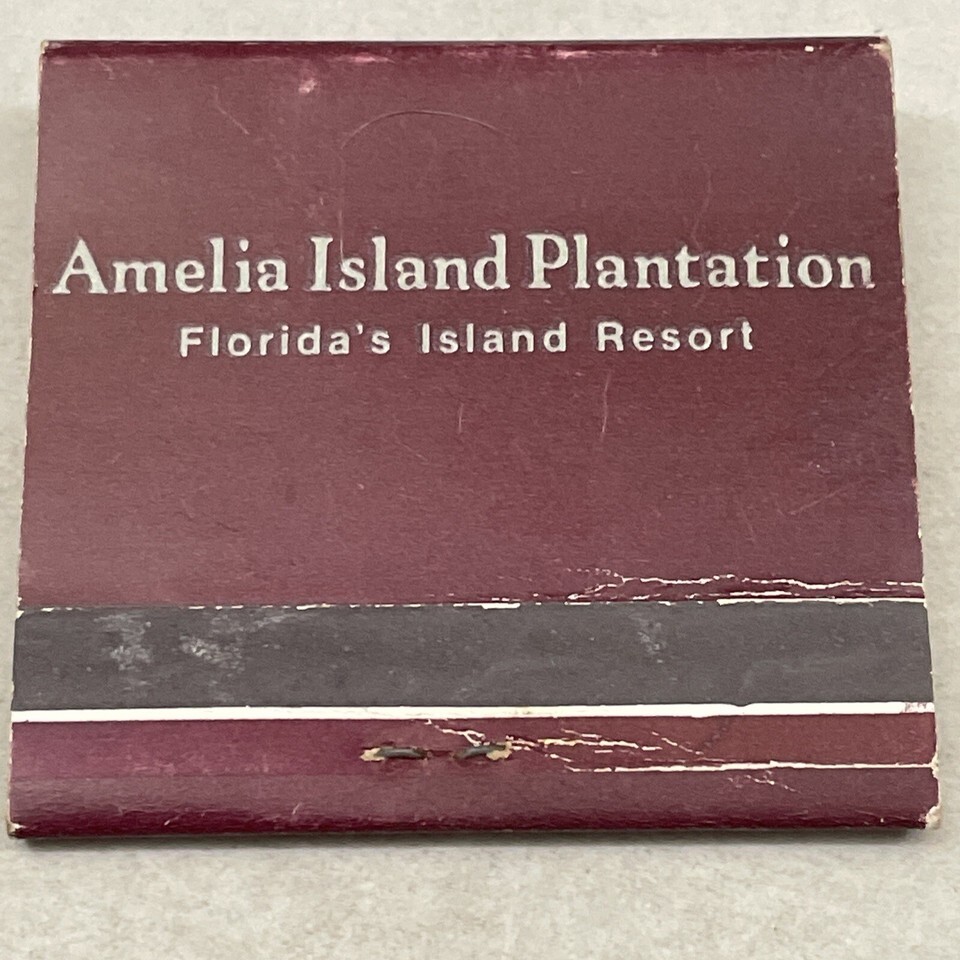 Amelia Island Plantation
Florida's Island Resort